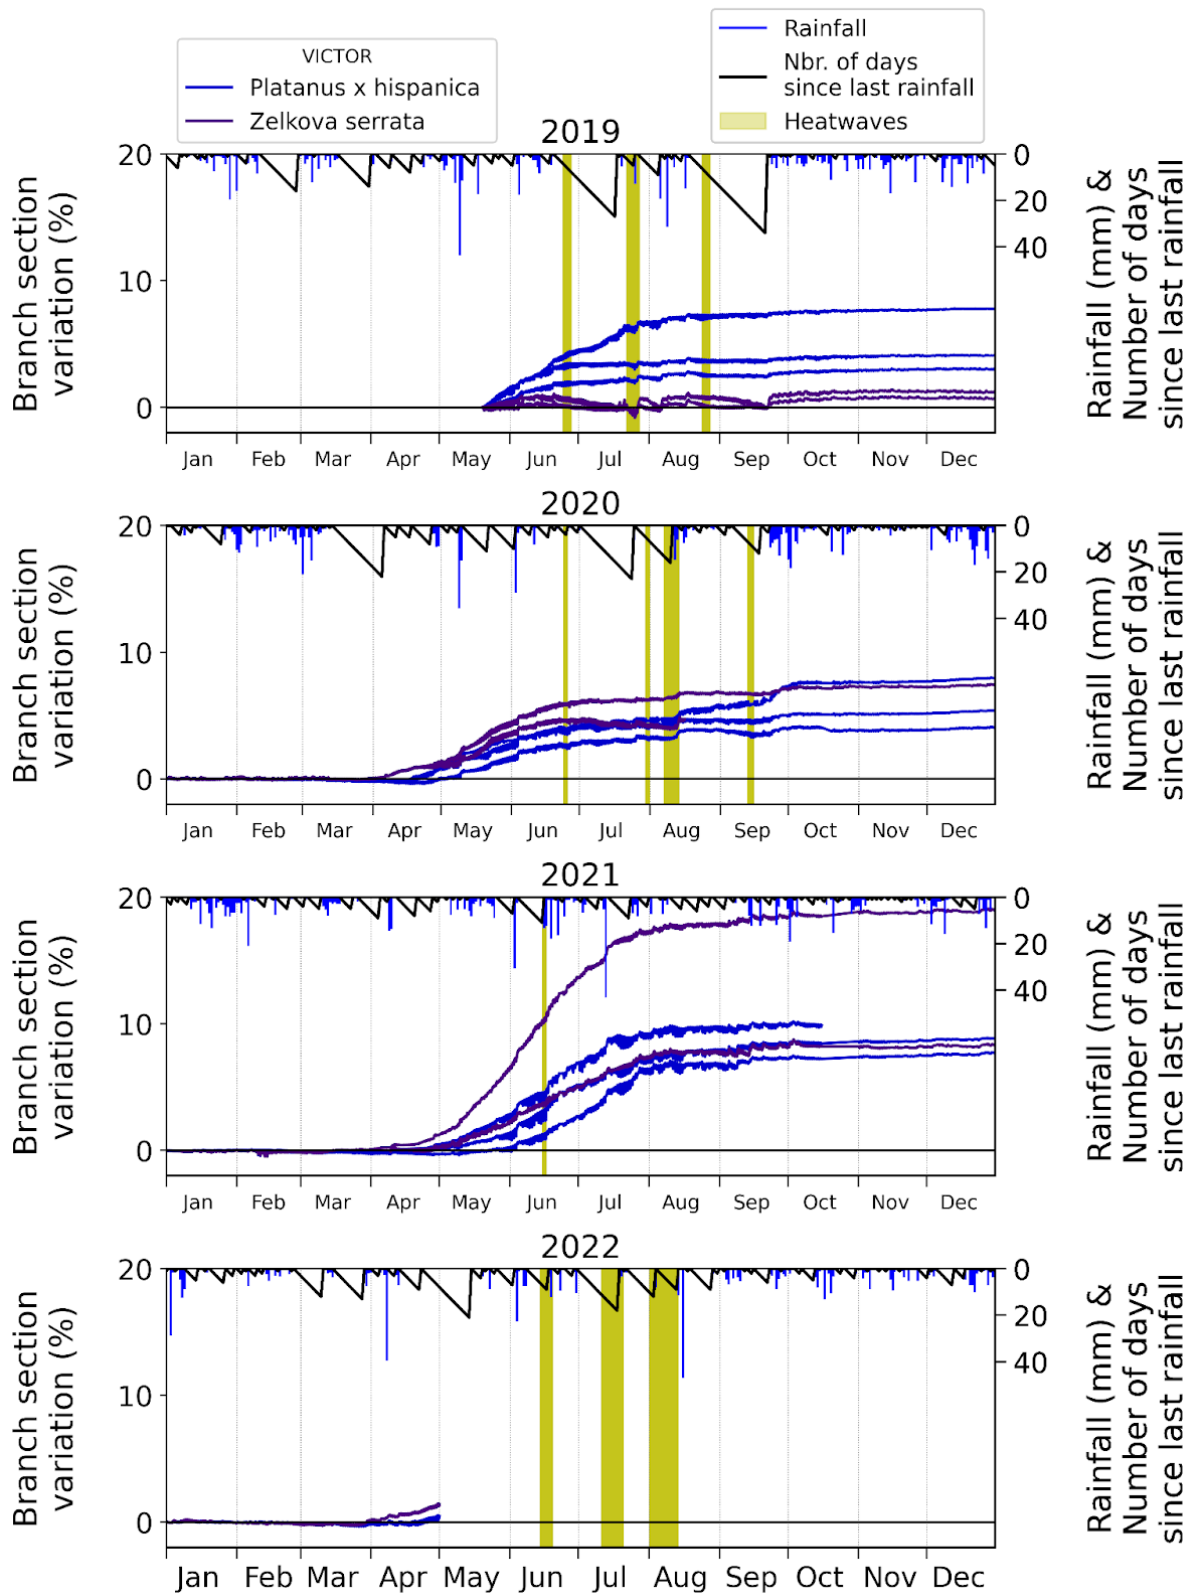 VICTOR
Platanus x hispanica
Zelkova serrata
Rainfall
Nbr. of days
since last rainfall
Heatwaves
2019
Branch section
variation (%)
20
10
0
0
20
40
Rainfall (mm) &
Number of days
since last rainfall
Jan Feb Mar Apr May Jun Jul Aug Sep Oct Nov Dec
2020
Branch section
variation (%)
20
10
0
0
20
40
Rainfall (mm) &
Number of days
since last rainfall
Jan Feb Mar Apr May Jun Jul Aug Sep Oct Nov Dec
2021
Branch section
variation (%)
20
10
0
0
20
40
Rainfall (mm) &
Number of days
since last rainfall
Jan Feb Mar Apr May Jun Jul Aug Sep Oct Nov Dec
2022
Branch section
variation (%)
20
10
0
0
20
40
Rainfall (mm) &
Number of days
since last rainfall
Jan Feb Mar Apr May Jun Jul Aug Sep Oct Nov Dec